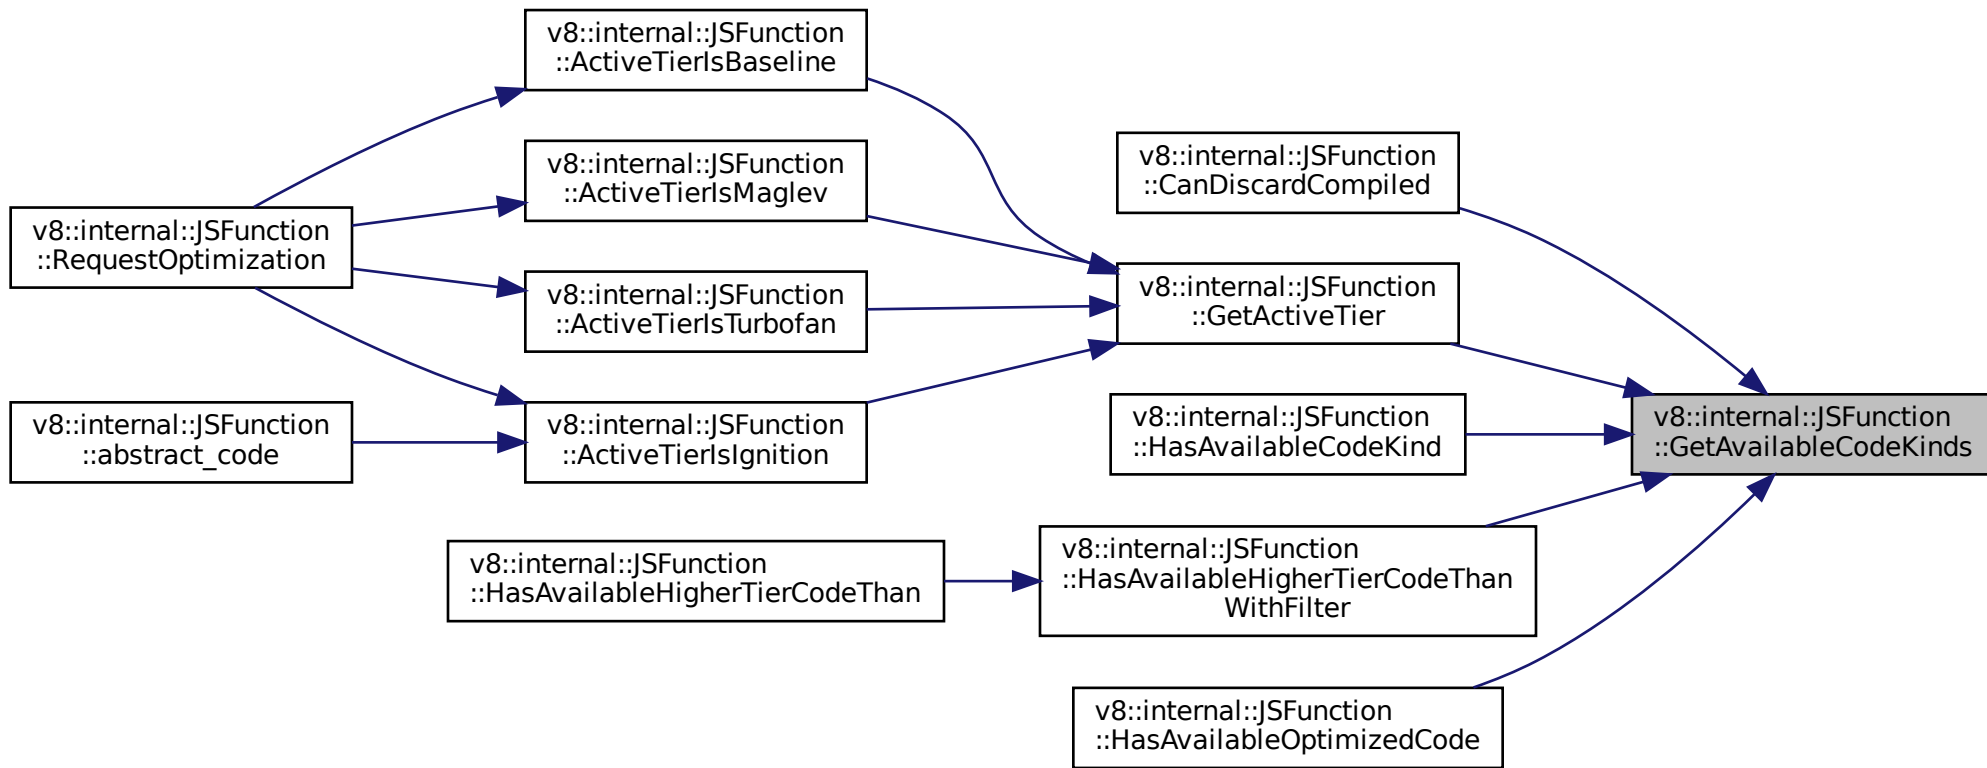 v8::internal::JSFunction
::ActiveTierIsBaseline
v8::internal::JSFunction
::ActiveTierIsMaglev
v8::internal::JSFunction
::CanDiscardCompiled
v8::internal::JSFunction
::RequestOptimization
v8::internal::JSFunction
::ActiveTierIsTurbofan
v8::internal::JSFunction
::GetActiveTier
v8::internal::JSFunction
::abstract_code
v8::internal::JSFunction
::ActiveTierIsIgnition
v8::internal::JSFunction
::HasAvailableCodeKind
v8::internal::JSFunction
::GetAvailableCodeKinds
v8::internal::JSFunction
::HasAvailableHigherTierCodeThan
v8::internal::JSFunction
::HasAvailableHigherTierCodeThan
WithFilter
v8::internal::JSFunction
::HasAvailableOptimizedCode